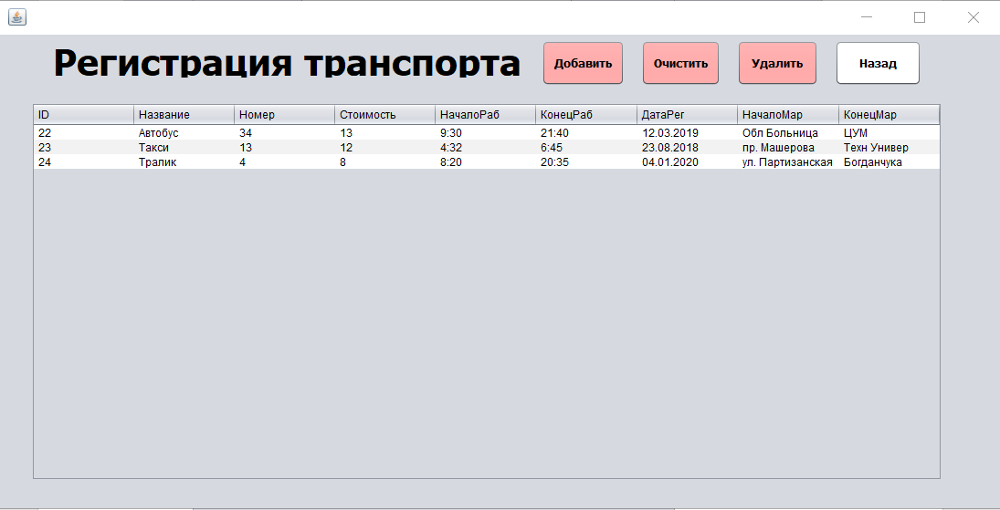 Регистрация транспорта Добавить Очистить Удалить Назад
ID Название Номер Стоимость НачалоРаб КонецРаб ДатаРег НачалоМар КонецМар
22 Автобус 34 13 9:30 21:40 12.03.2019 Обл Больница ЦУМ
23 Такси 13 12 4:32 6:45 23.08.2018 пр. Машерова Техн Универ
24 Тралик 4 8 8:20 20:35 04.01.2020 ул. Партизанская Богданчука